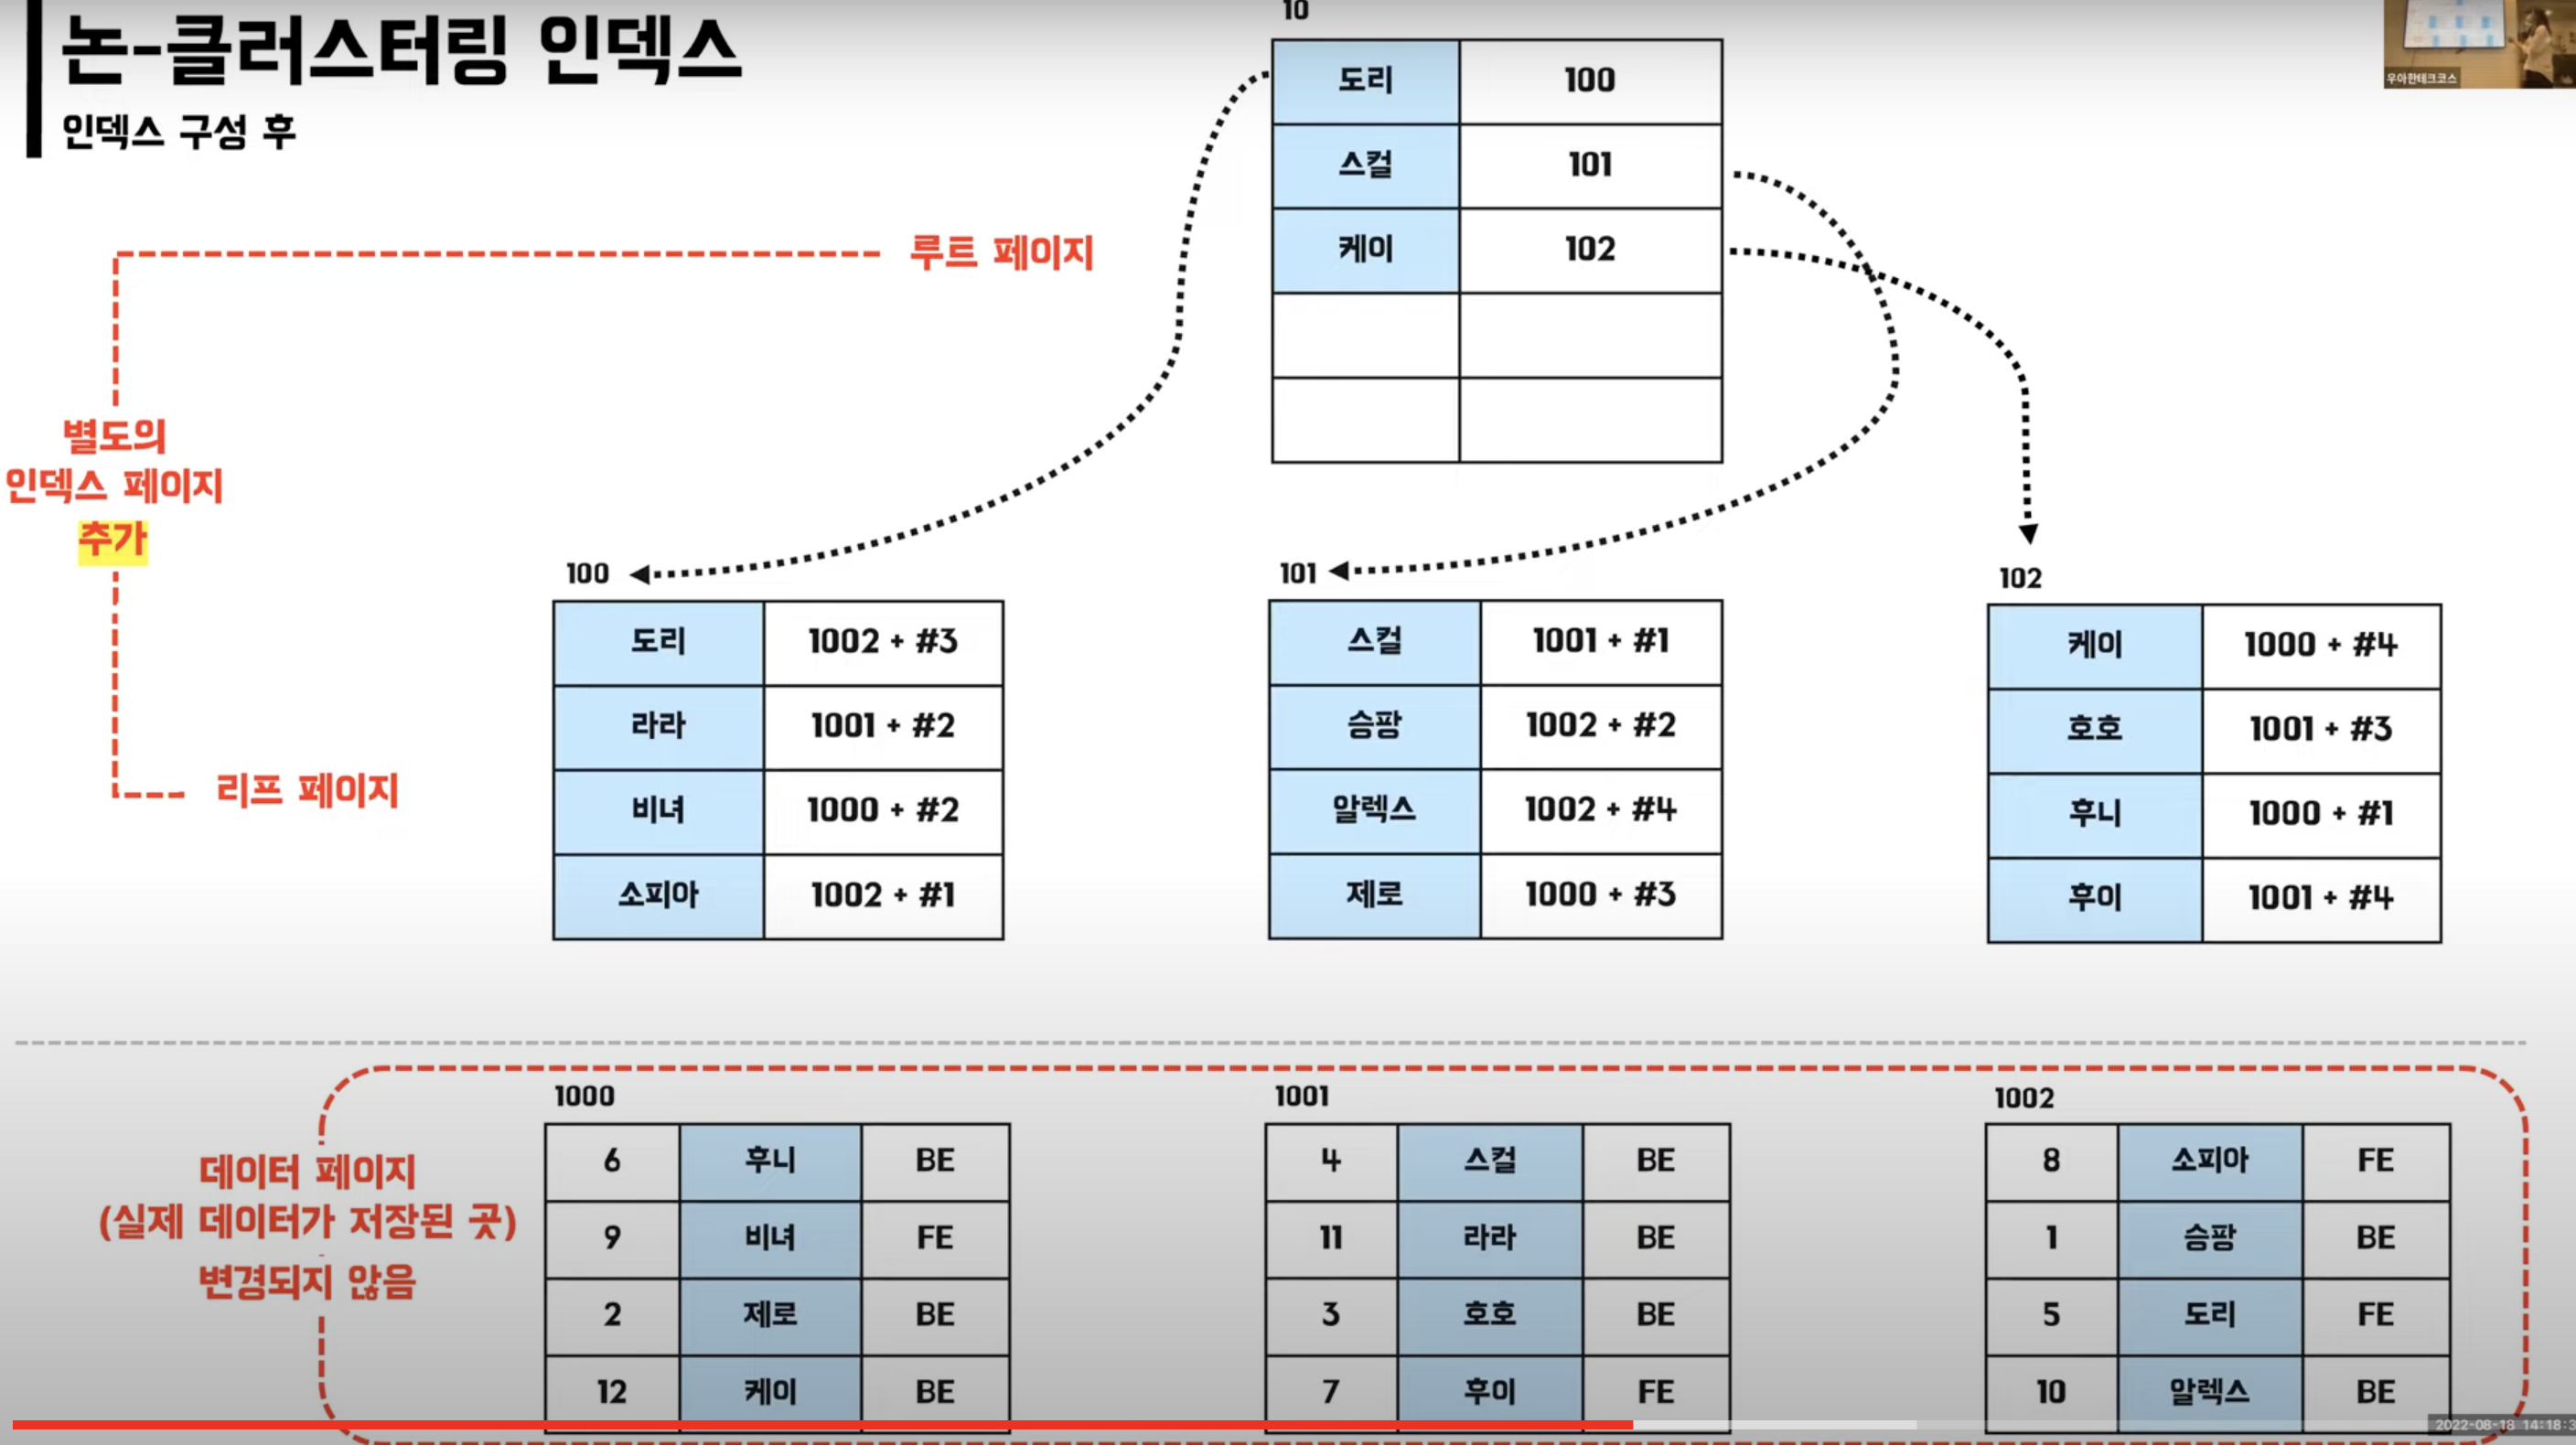 논-클러스터링 인덱스
인덱스 구성 후
우아한테크코스
10
도리 100
스컬 101
케이 102
루트 페이지
별도의
인덱스 페이지
추가
리프 페이지
100
도리 1002 + #3
라라 1001 + #2
비녀 1000 + #2
소피아 1002 + #1
101
스컬 1001 + #1
승팡 1002 + #2
알렉스 1002 + #4
제로 1000 + #3
102
케이 1000 + #4
호호 1001 + #3
후니 1000 + #1
후이 1001 + #4
데이터 페이지
(실제 데이터가 저장된 곳)
변경되지 않음
1000
6 후니 BE
9 비녀 FE
2 제로 BE
12 케이 BE
1001
4 스컬 BE
11 라라 BE
3 호호 BE
7 후이 FE
1002
8 소피아 FE
1 승팡 BE
5 도리 FE
10 알렉스 BE
2022-08-18 14:18:3